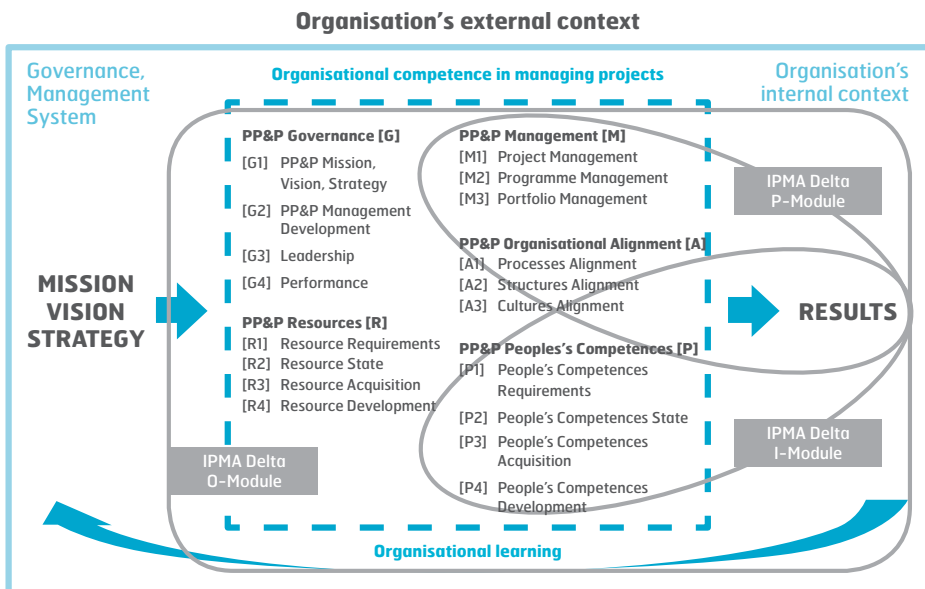 Organisation's external context
Governance,
Management
System
Organisational competence in managing projects
Organisation's
internal context
PP&P Governance [G]
[G1] PP&P Mission,
Vision, Strategy
[G2] PP&P Management
Development
[G3] Leadership
[G4] Performance
PP&P Resources [R]
[R1] Resource Requirements
[R2] Resource State
[R3] Resource Acquisition
[R4] Resource Development
PP&P Management [M]
[M1] Project Management
[M2] Programme Management
[M3] Portfolio Management
PP&P Organisational Alignment [A]
[A1] Processes Alignment
[A2] Structures Alignment
[A3] Cultures Alignment
PP&P Peoples's Competences [P]
[P1] People's Competences
Requirements
[P2] People's Competences State
[P3] People's Competences
Acquisition
[P4] People's Competences
Development
MISSION
VISION
STRATEGY
RESULTS
IPMA Delta
P-Module
IPMA Delta
I-Module
IPMA Delta
O-Module
Organisational learning